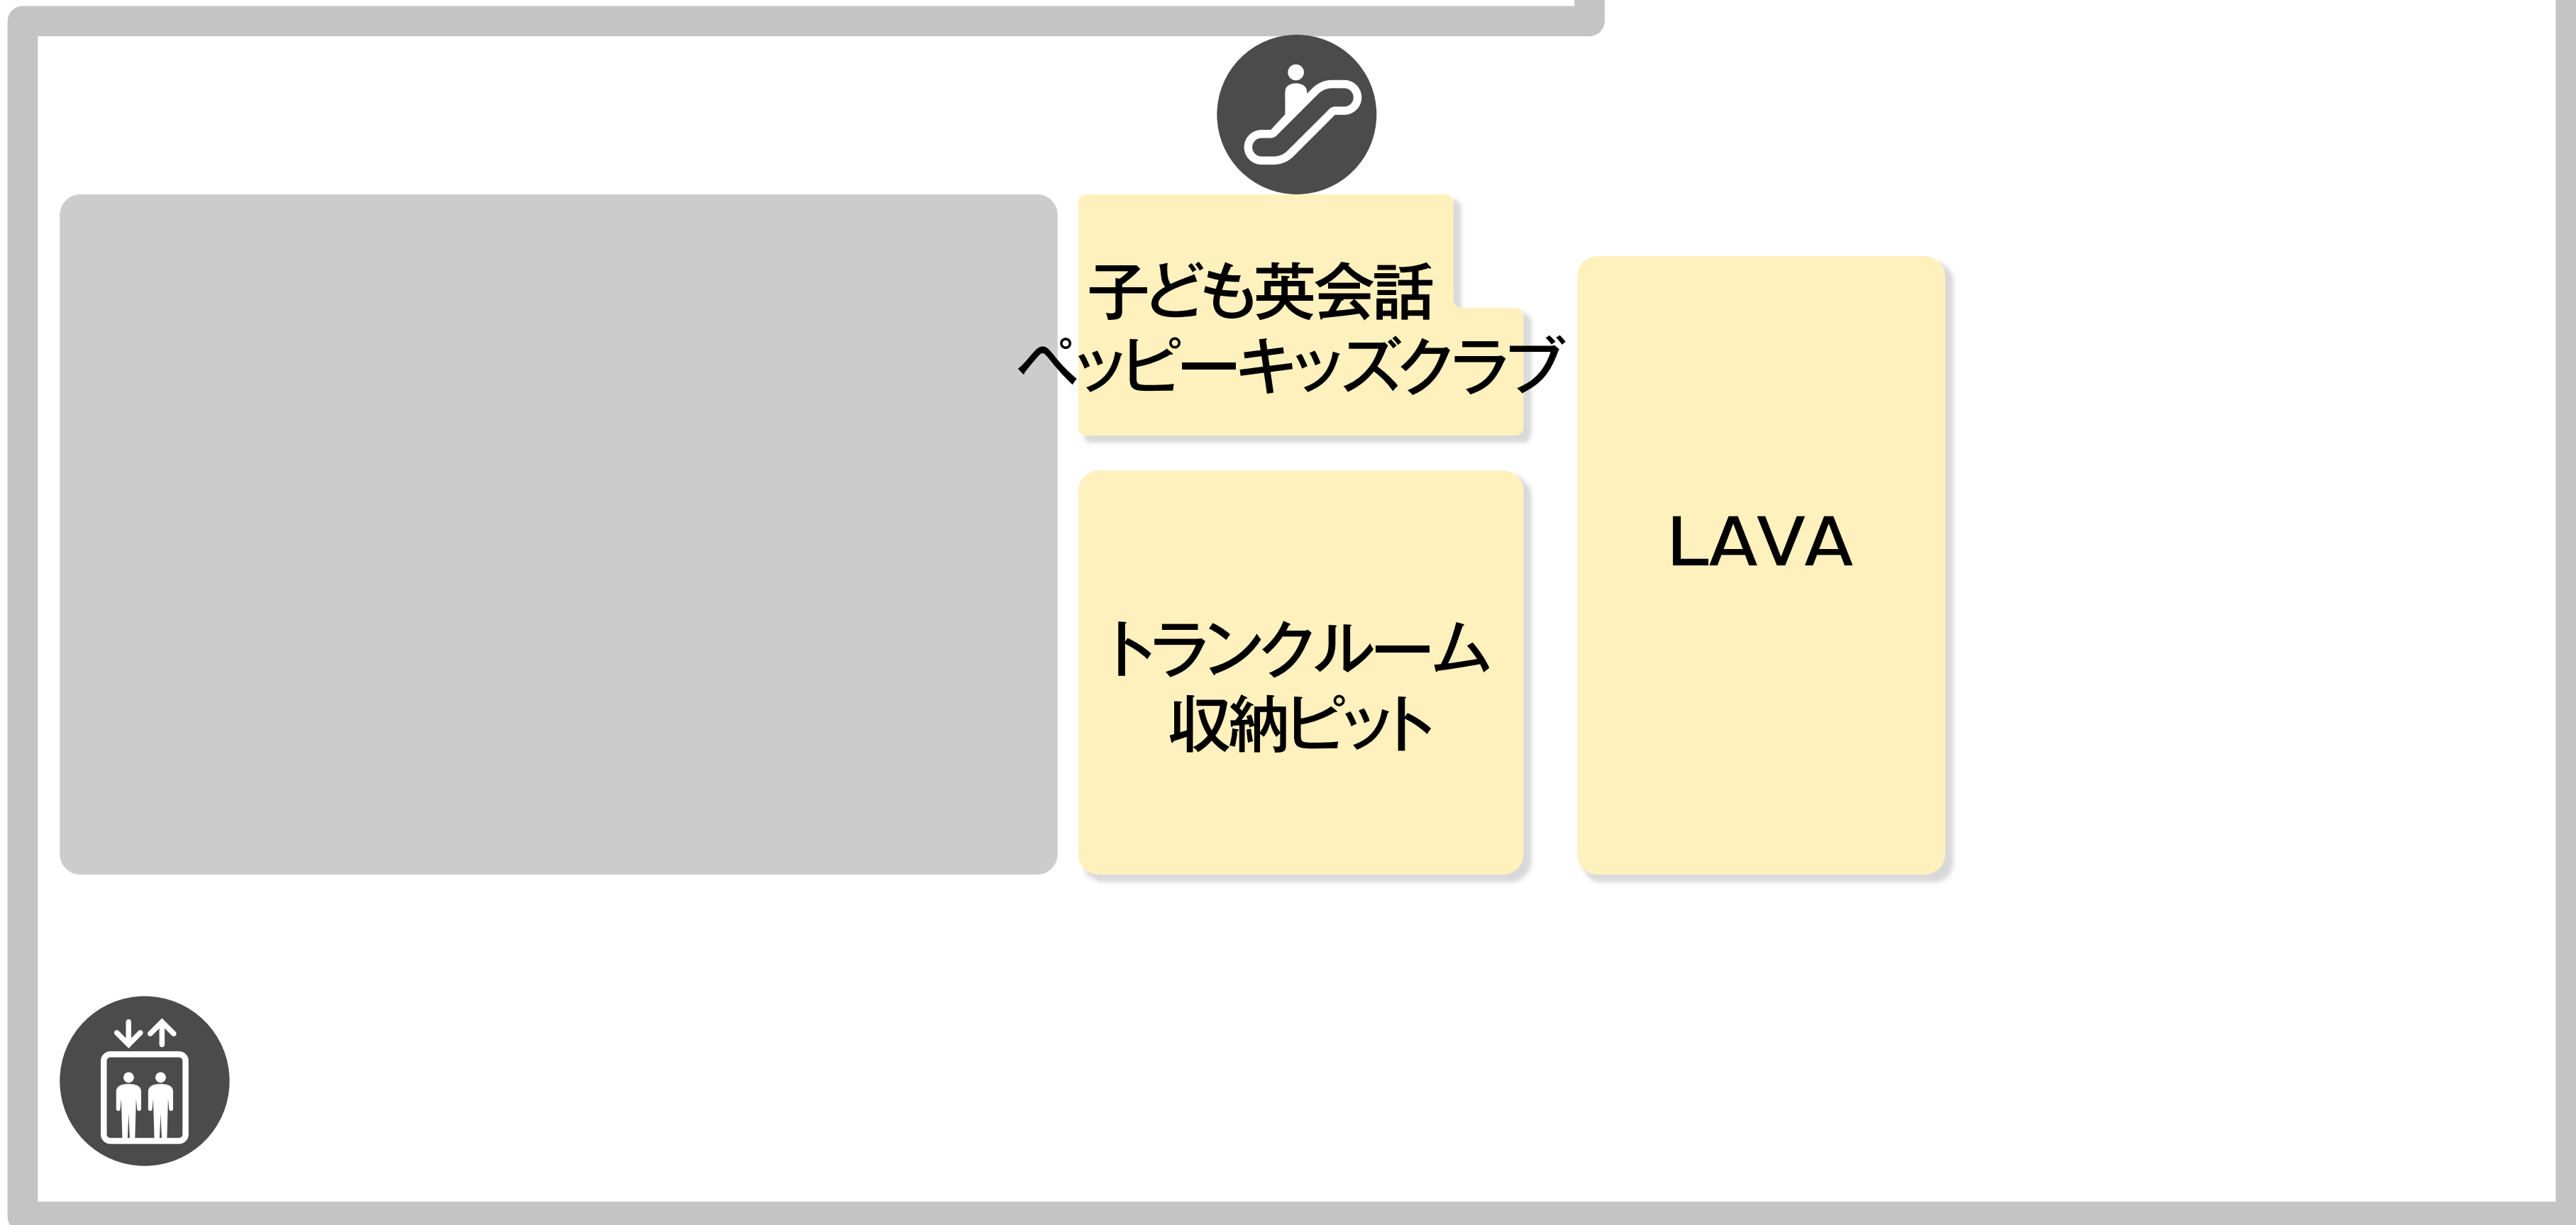 子ども英会話
ペッピーキッズクラブ
LAVA
トランクルーム
収納ピット